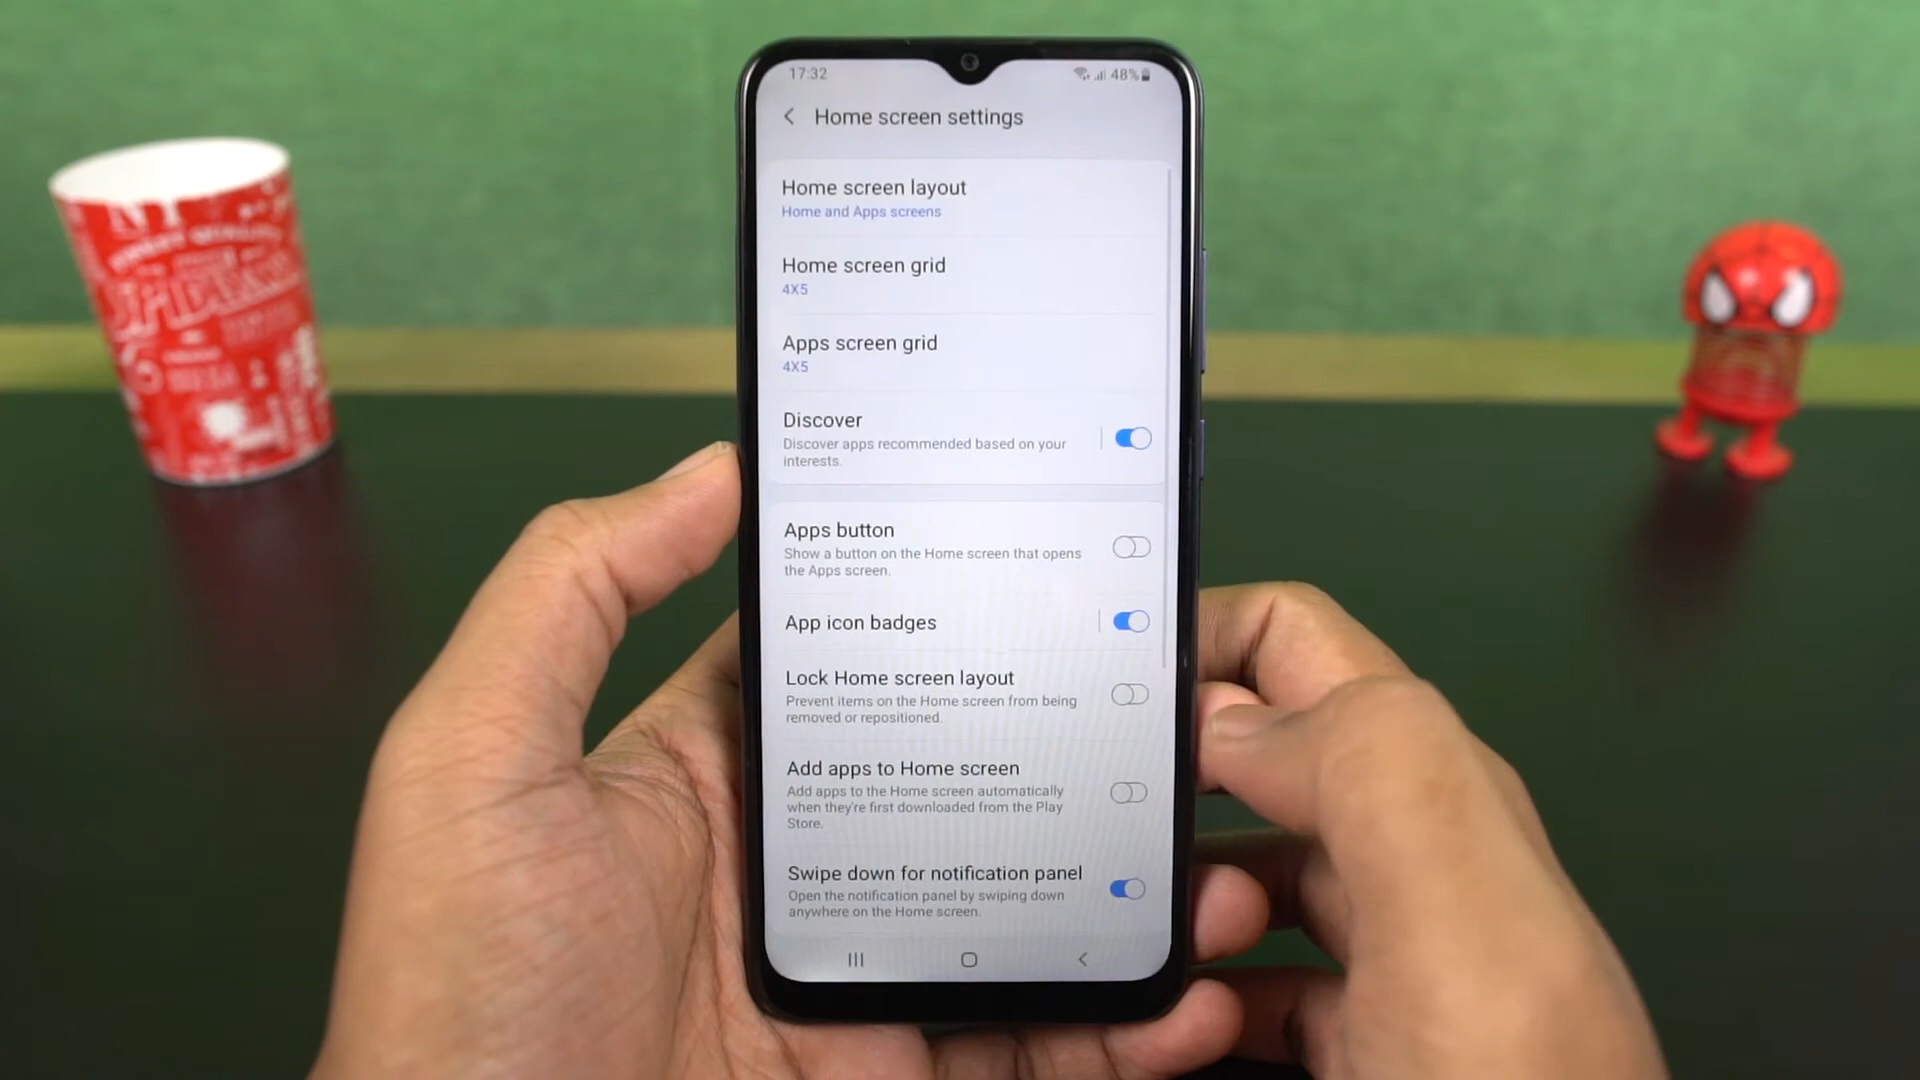 17:32
48%
Home screen settings
Home screen layout
Home and Apps screens
Home screen grid
4X5
Apps screen grid
4X5
Discover
Discover apps recommended based on your
interests.
Apps button
Show a button on the Home screen that opens
the Apps screen.
App icon badges
Lock Home screen layout
Prevent items on the Home screen from being
removed or repositioned.
Add apps to Home screen
Add apps to the Home screen automatically
when they're first downloaded from the Play
Store.
Swipe down for notification panel
Open the notification panel by swiping down
anywhere on the Home screen.